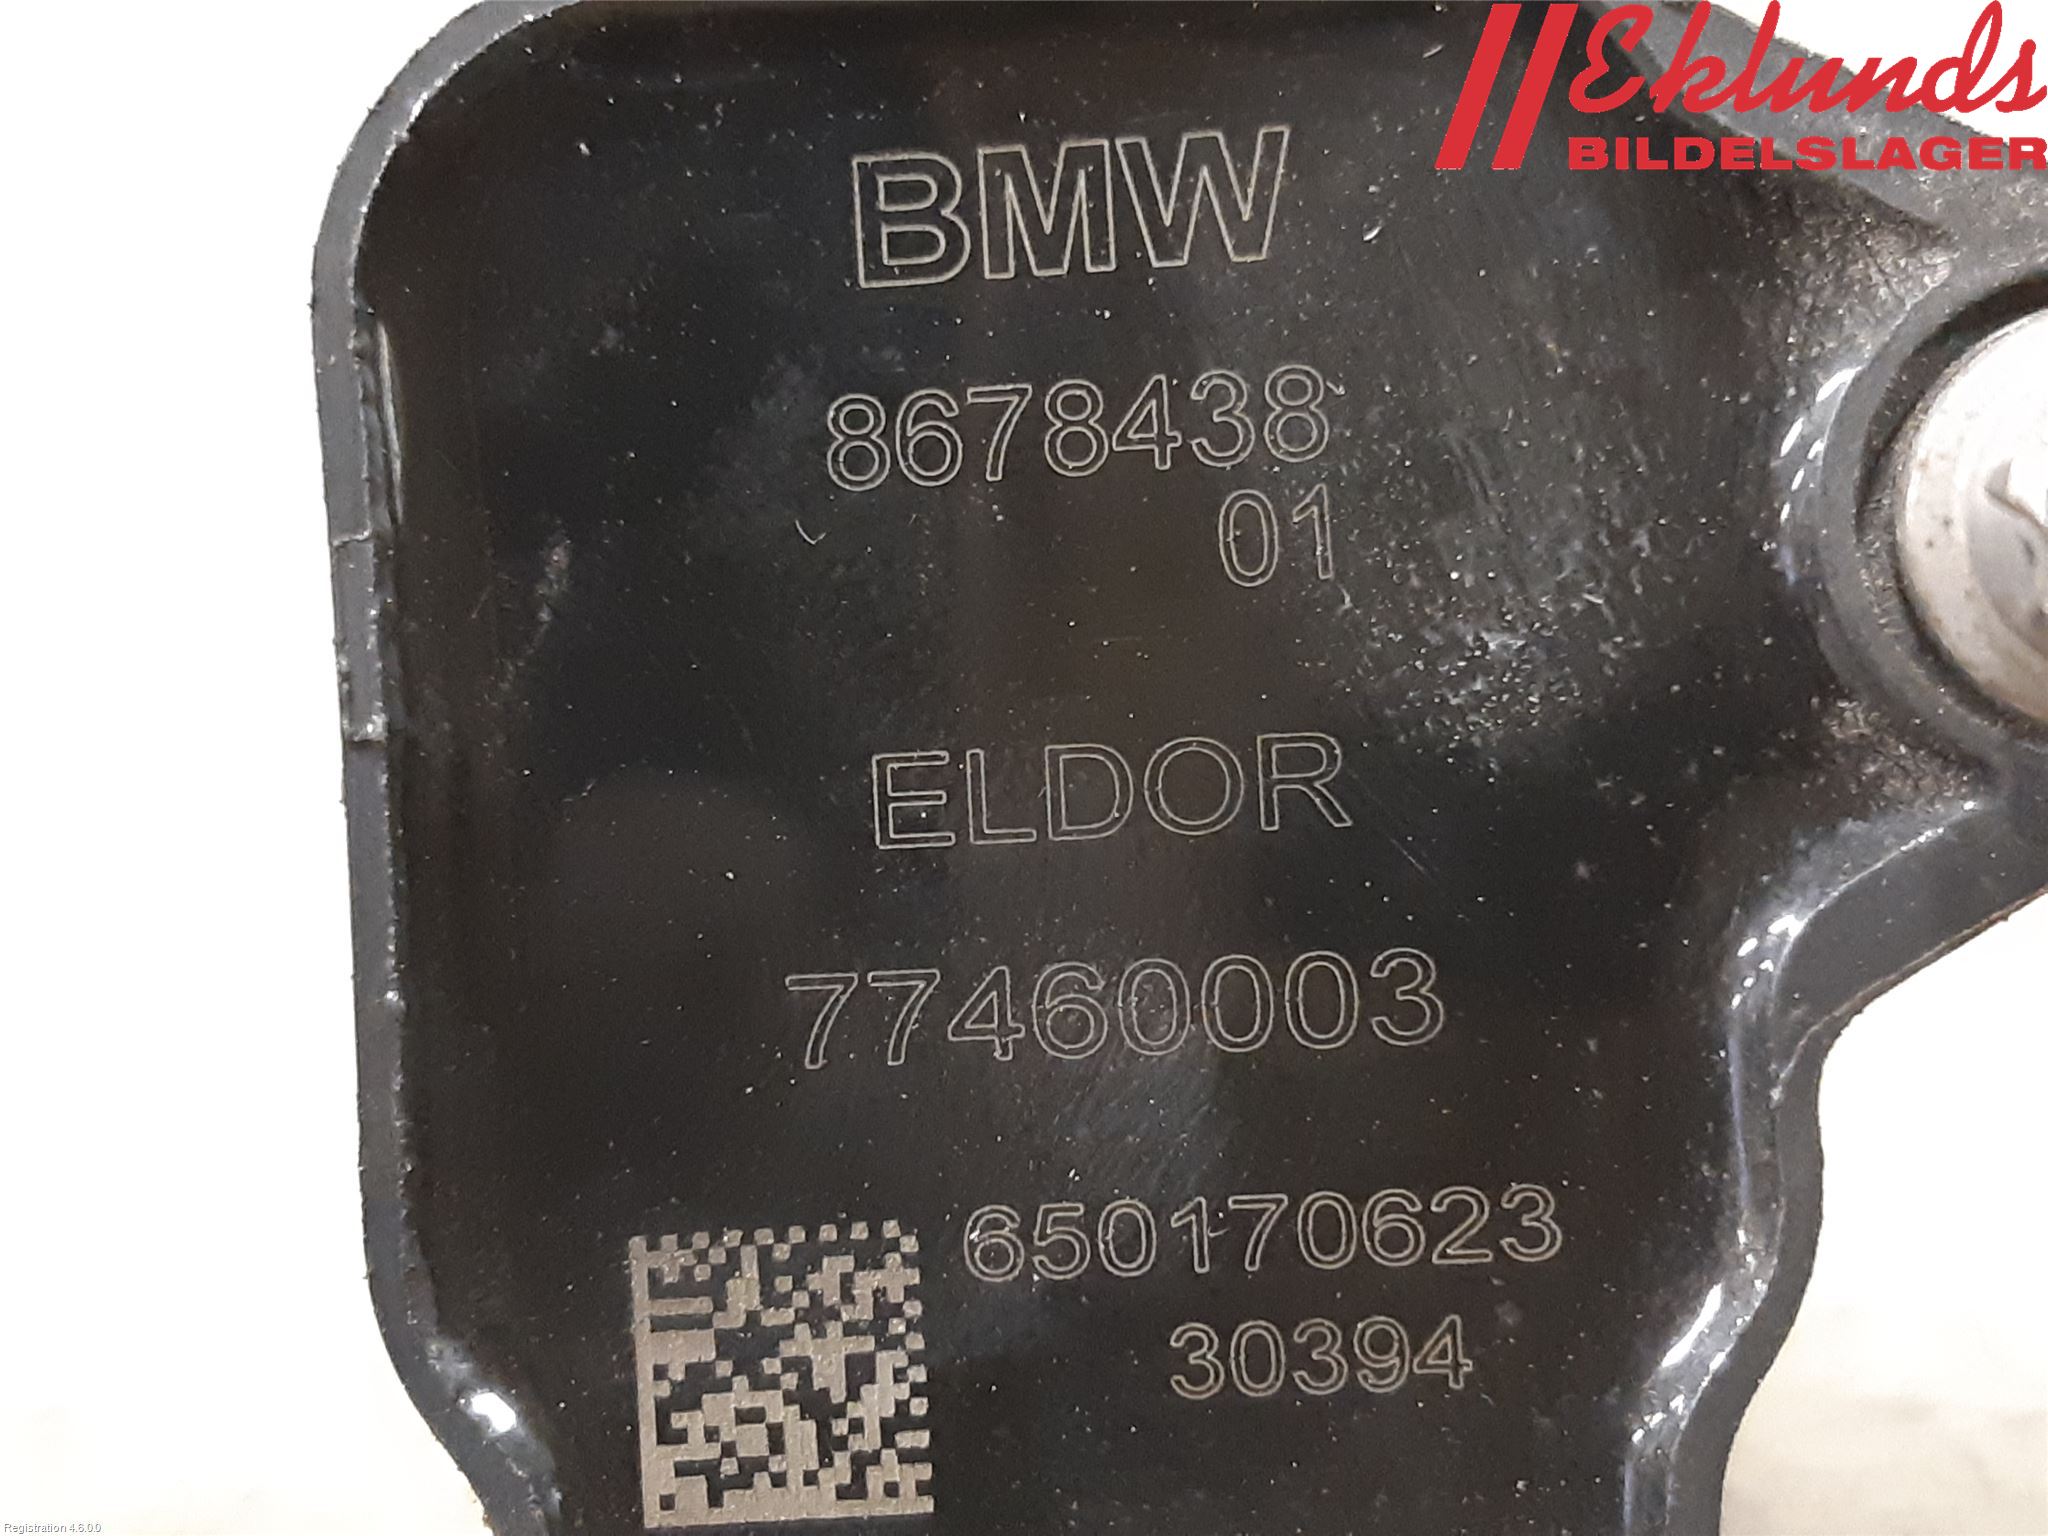 Eklunds
BILDELSLAGER
BMW
8678438
01
ELDOR
77460003
650170623
30394
Registration 4.6.0.0